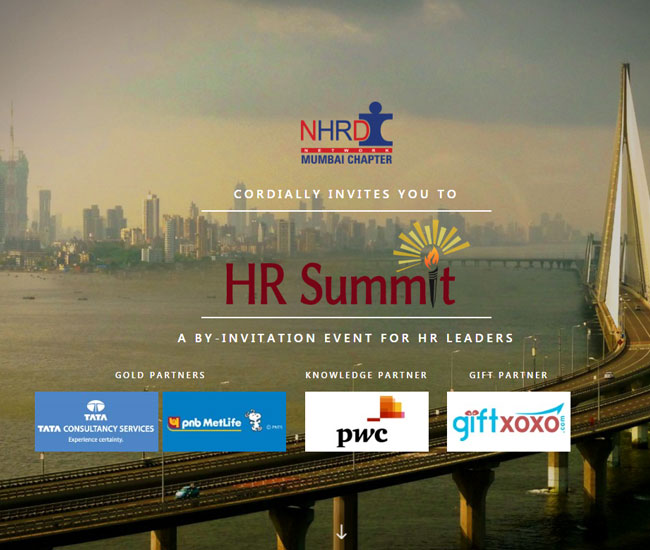 NHRD
NETWORK
MUMBAI CHAPTER
CORDIALLY INVITES YOU TO
HR Summit
A BY-INVITATION EVENT FOR HR LEADERS
GOLD PARTNERS
KNOWLEDGE PARTNER
GIFT PARTNER
TATA
TATA CONSULTANCY SERVICES
Experience certainty.
pnb MetLife
pwc
giftxoxo.com